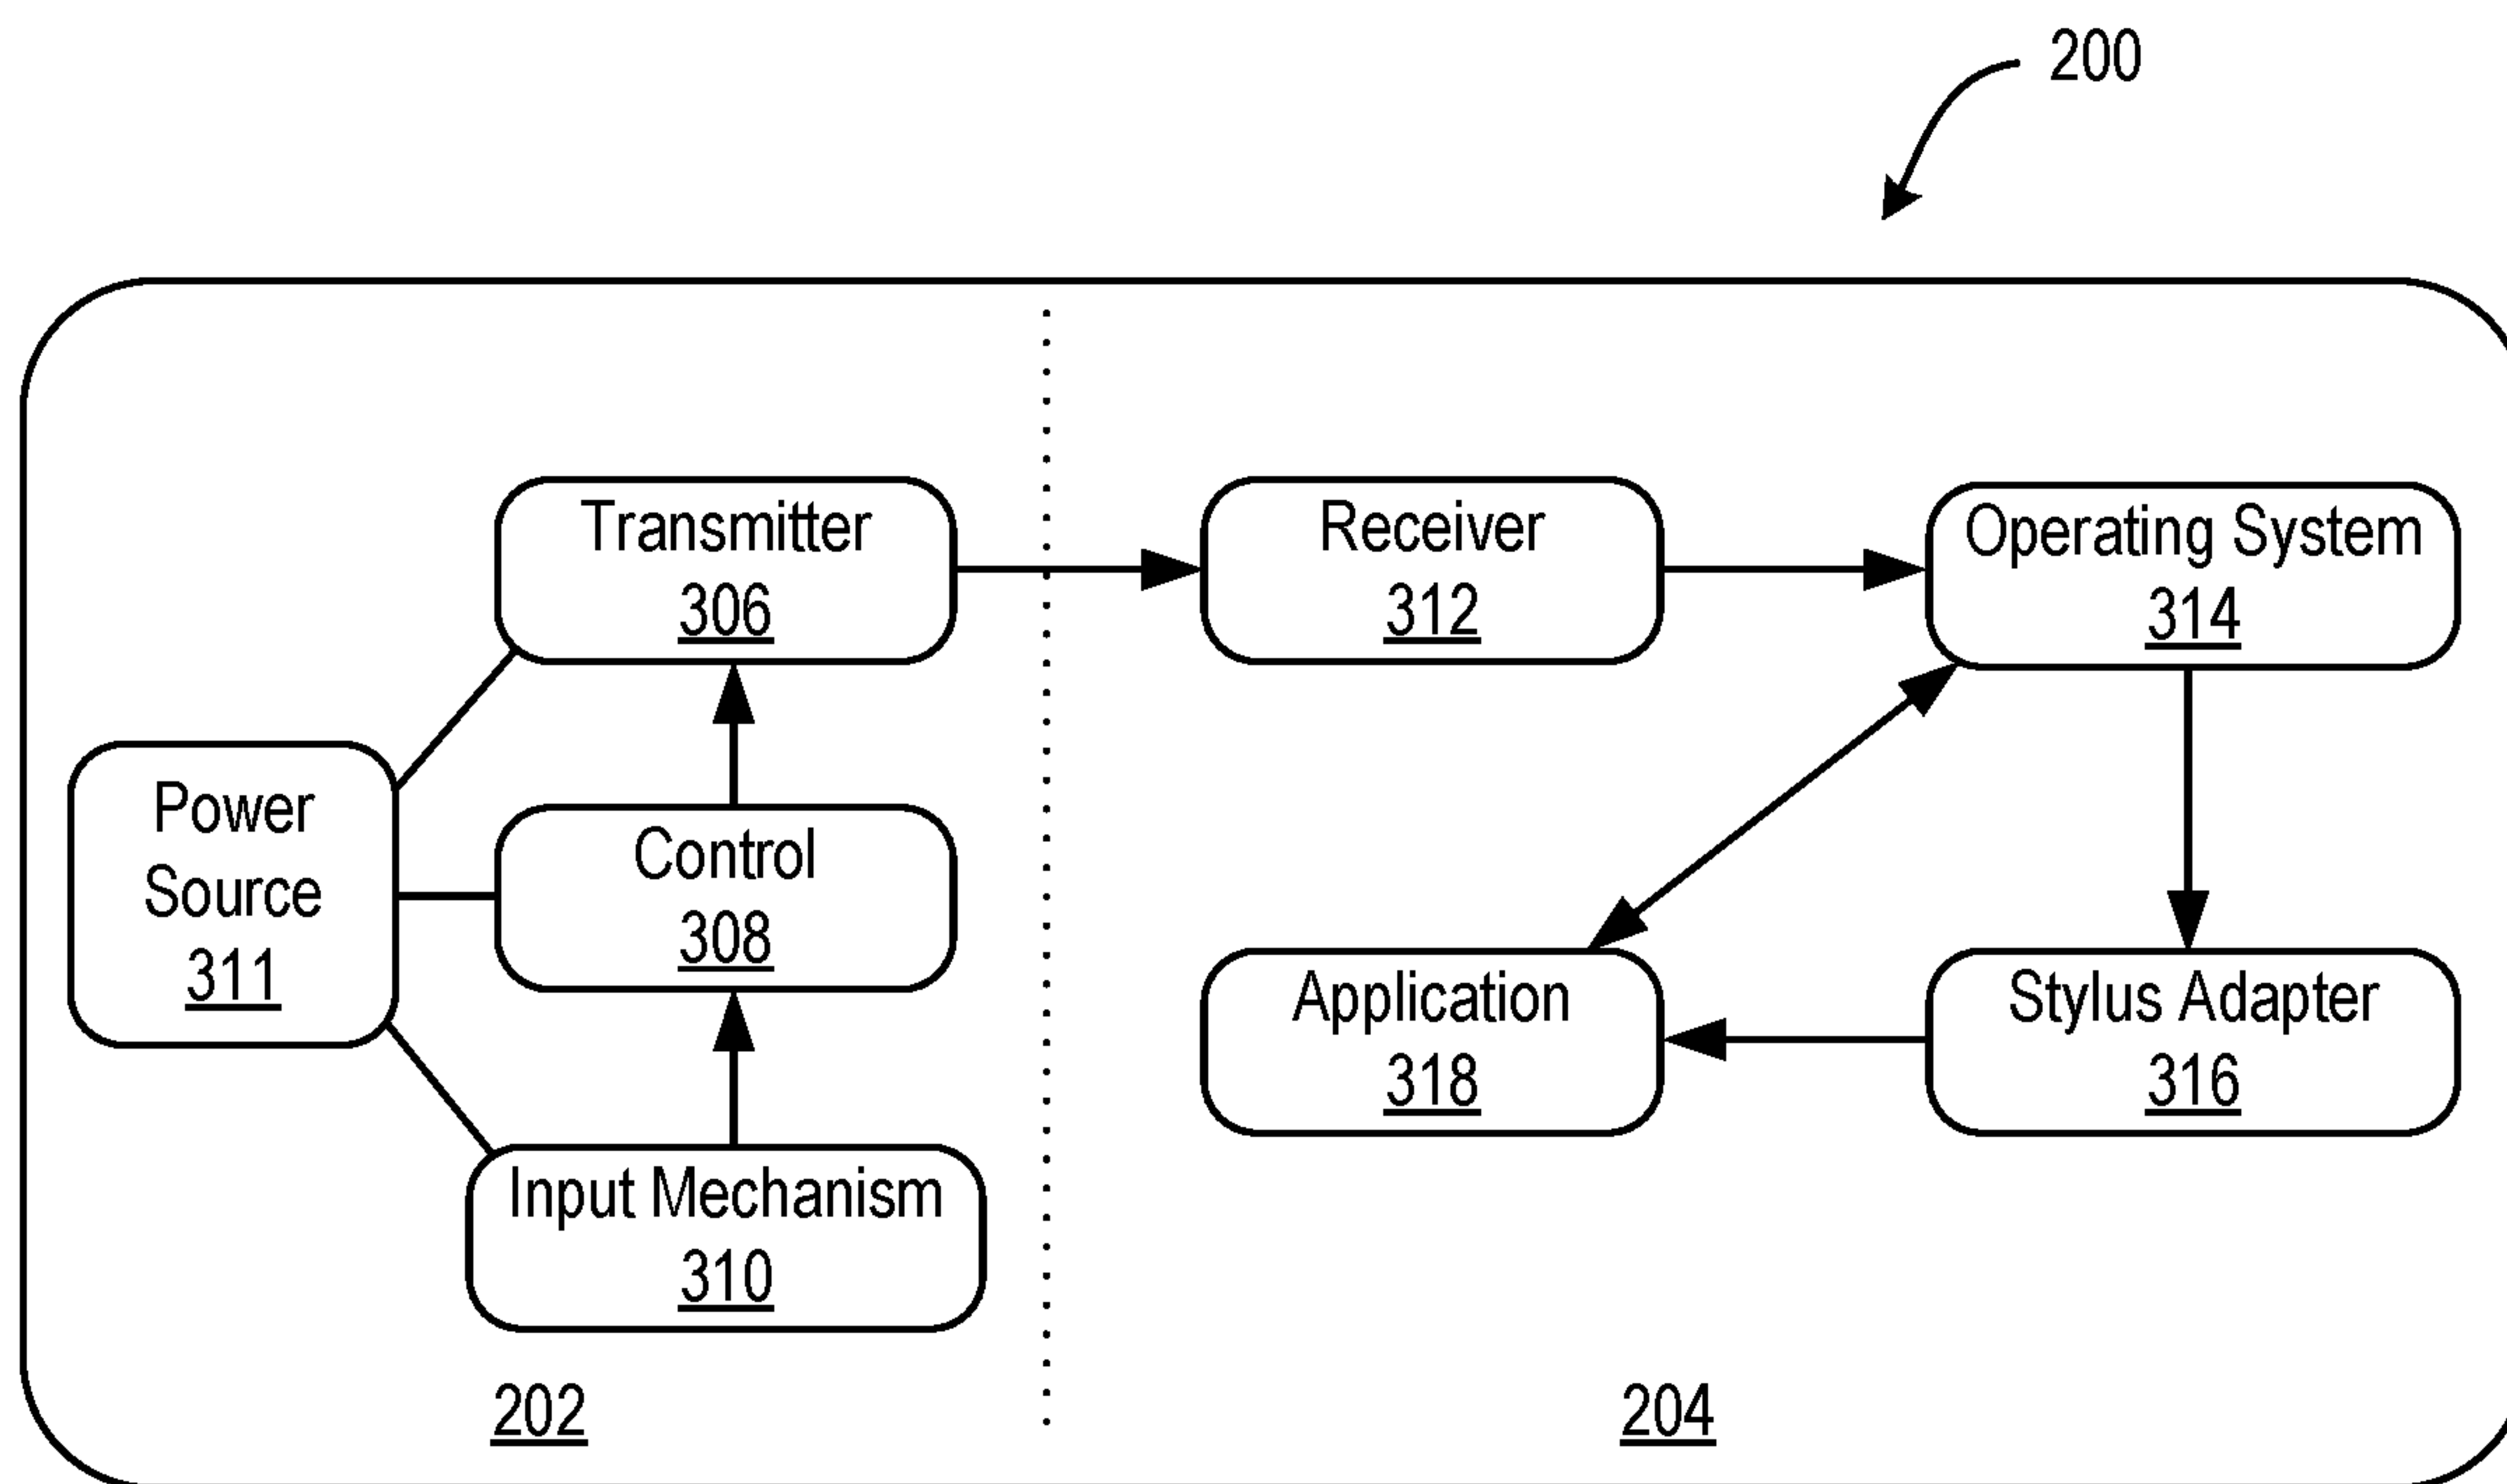 200
Transmitter
306
Receiver
312
Operating System
314
Power
Source
311
Control
308
Application
318
Stylus Adapter
316
Input Mechanism
310
202
204